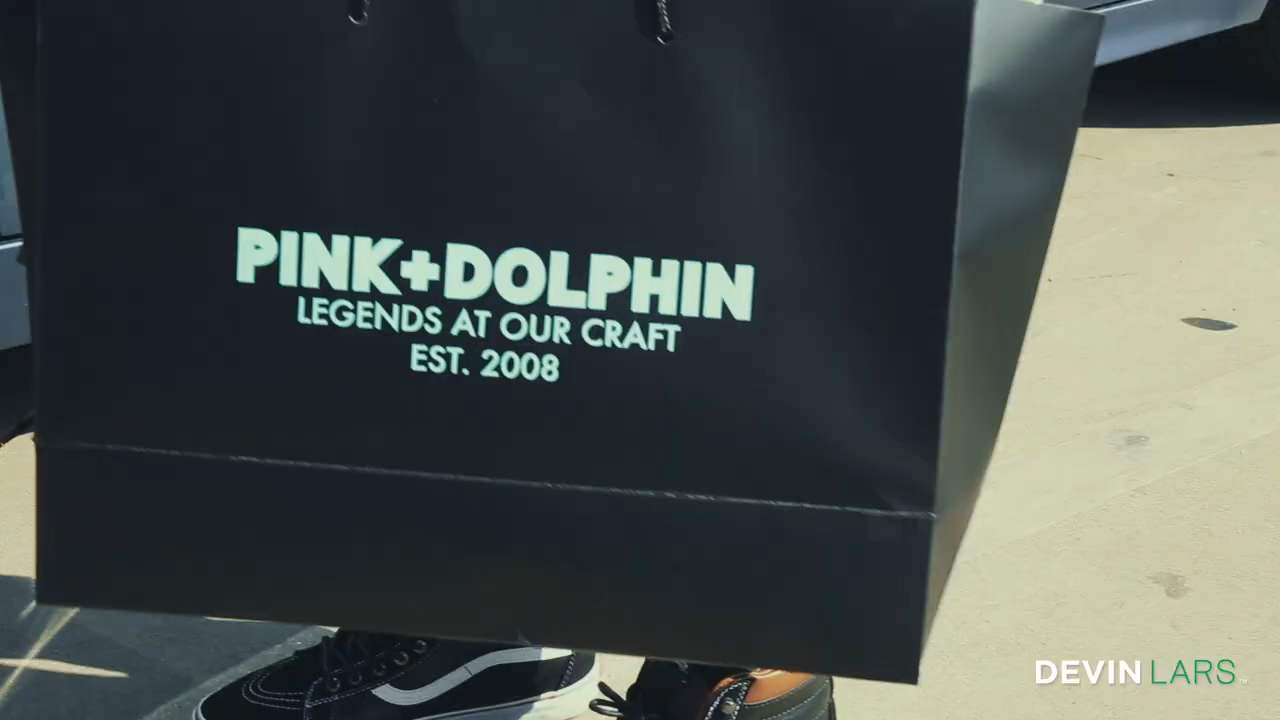 PINK+DOLPHIN
LEGENDS AT OUR CRAFT
EST. 2008
DEVIN LARS